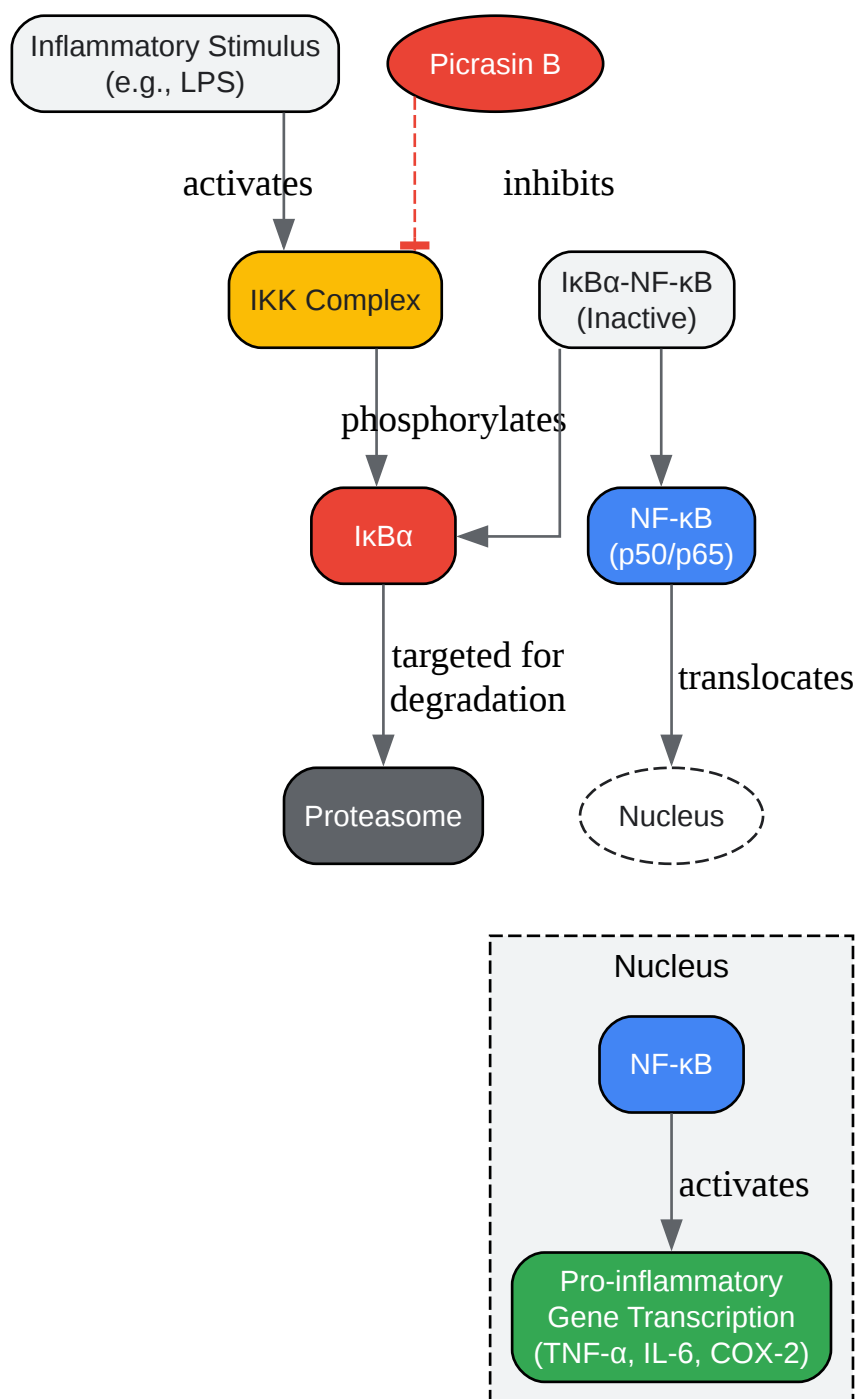 Inflammatory Stimulus
(e.g., LPS)
Picrasin B
activates
inhibits
IKK Complex
IκBα-NF-κB
(Inactive)
phosphorylates
IκBα
NF-κB
(p50/p65)
targeted for
degradation
translocates
Proteasome
Nucleus
Nucleus
NF-κB
activates
Pro-inflammatory
Gene Transcription
(TNF-α, IL-6, COX-2)